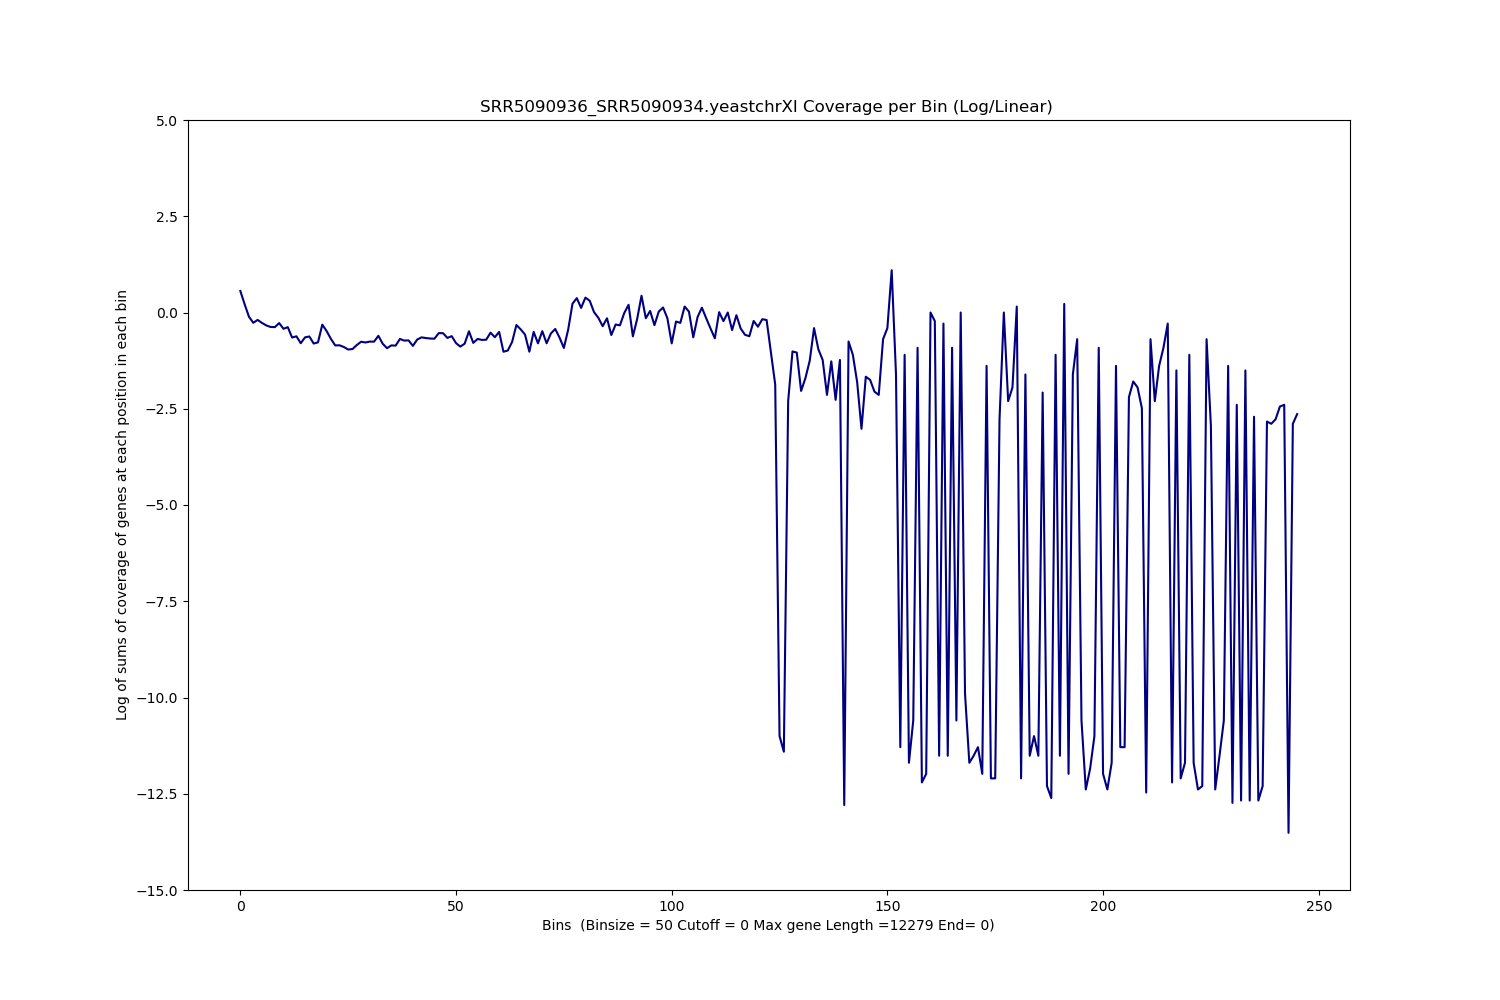 SRR5090936_SRR5090934.yeastchrXI Coverage per Bin (Log/Linear)
Log of sums of coverage of genes at each position in each bin
5.0
2.5
0.0
−2.5
−5.0
−7.5
−10.0
−12.5
−15.0
0 50 100 150 200 250
Bins  (Binsize = 50 Cutoff = 0 Max gene Length =12279 End= 0)